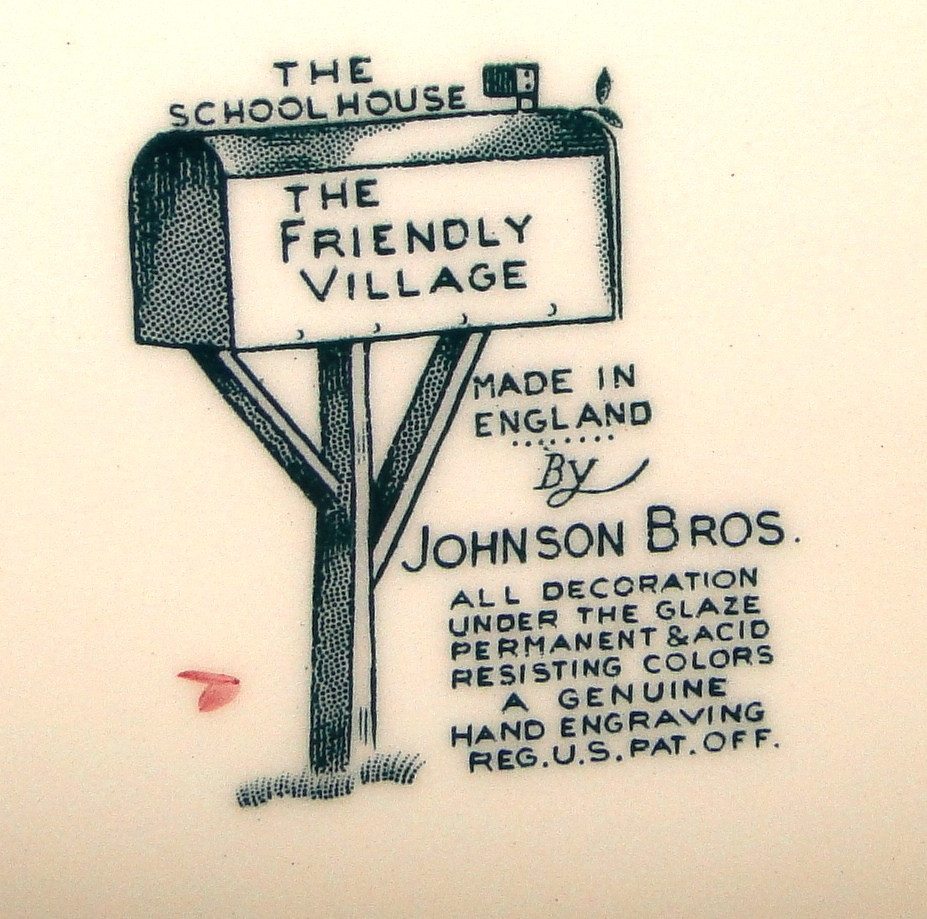 THE
SCHOOLHOUSE
THE
FRIENDLY
VILLAGE
MADE IN
ENGLAND
By
JOHNSON BROS.
ALL DECORATION
UNDER THE GLAZE
PERMANENT & ACID
RESISTING COLORS
A GENUINE
HAND ENGRAVING
REG. U.S. PAT. OFF.